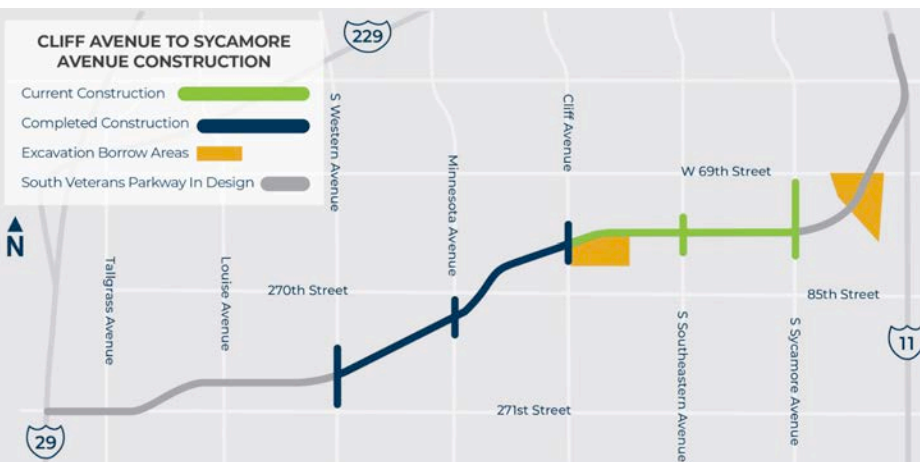 CLIFF AVENUE TO SYCAMORE
AVENUE CONSTRUCTION
Current Construction
Completed Construction
Excavation Borrow Areas
South Veterans Parkway In Design
N
229
S Western Avenue
Cliff Avenue
Minnesota Avenue
W 69th Street
Tallgrass Avenue
Louise Avenue
270th Street
85th Street
S Southeastern Avenue
S Sycamore Avenue
11
271st Street
29